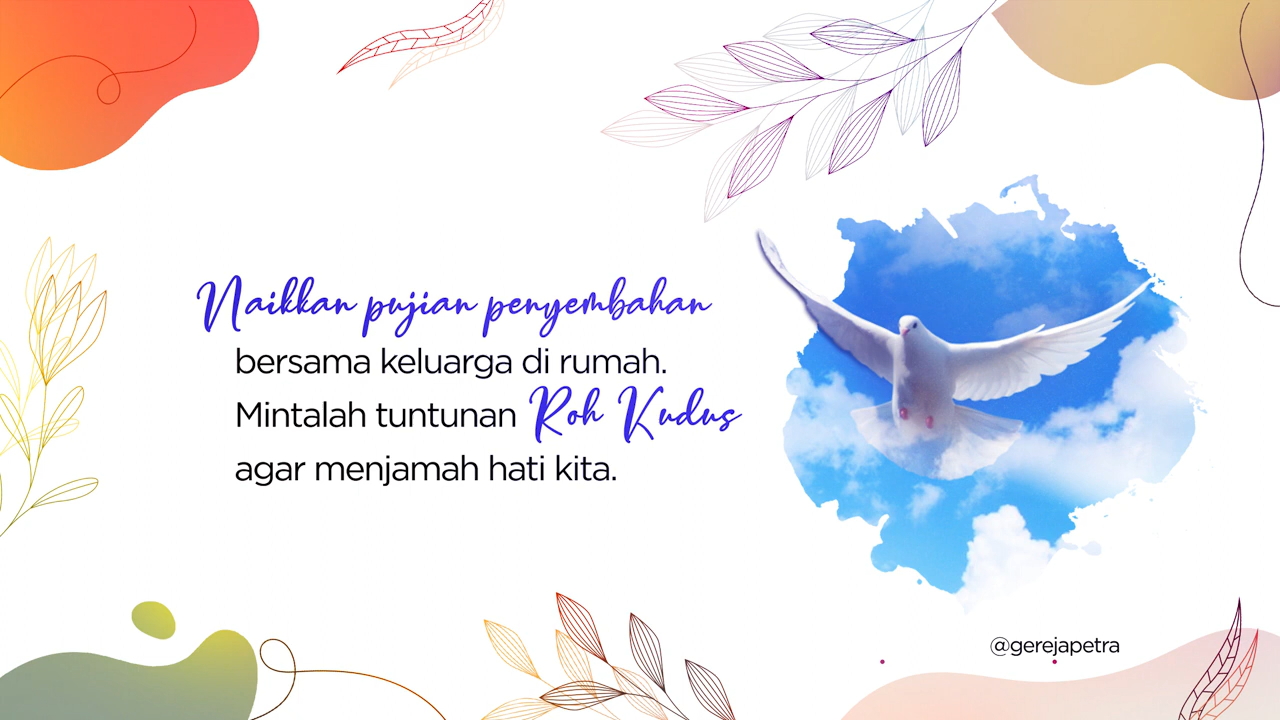 Naikkan pujian penyembahan
bersama keluarga di rumah.
Mintalah tuntunan Roh Kudus
agar menjamah hati kita.
@gerejapetra